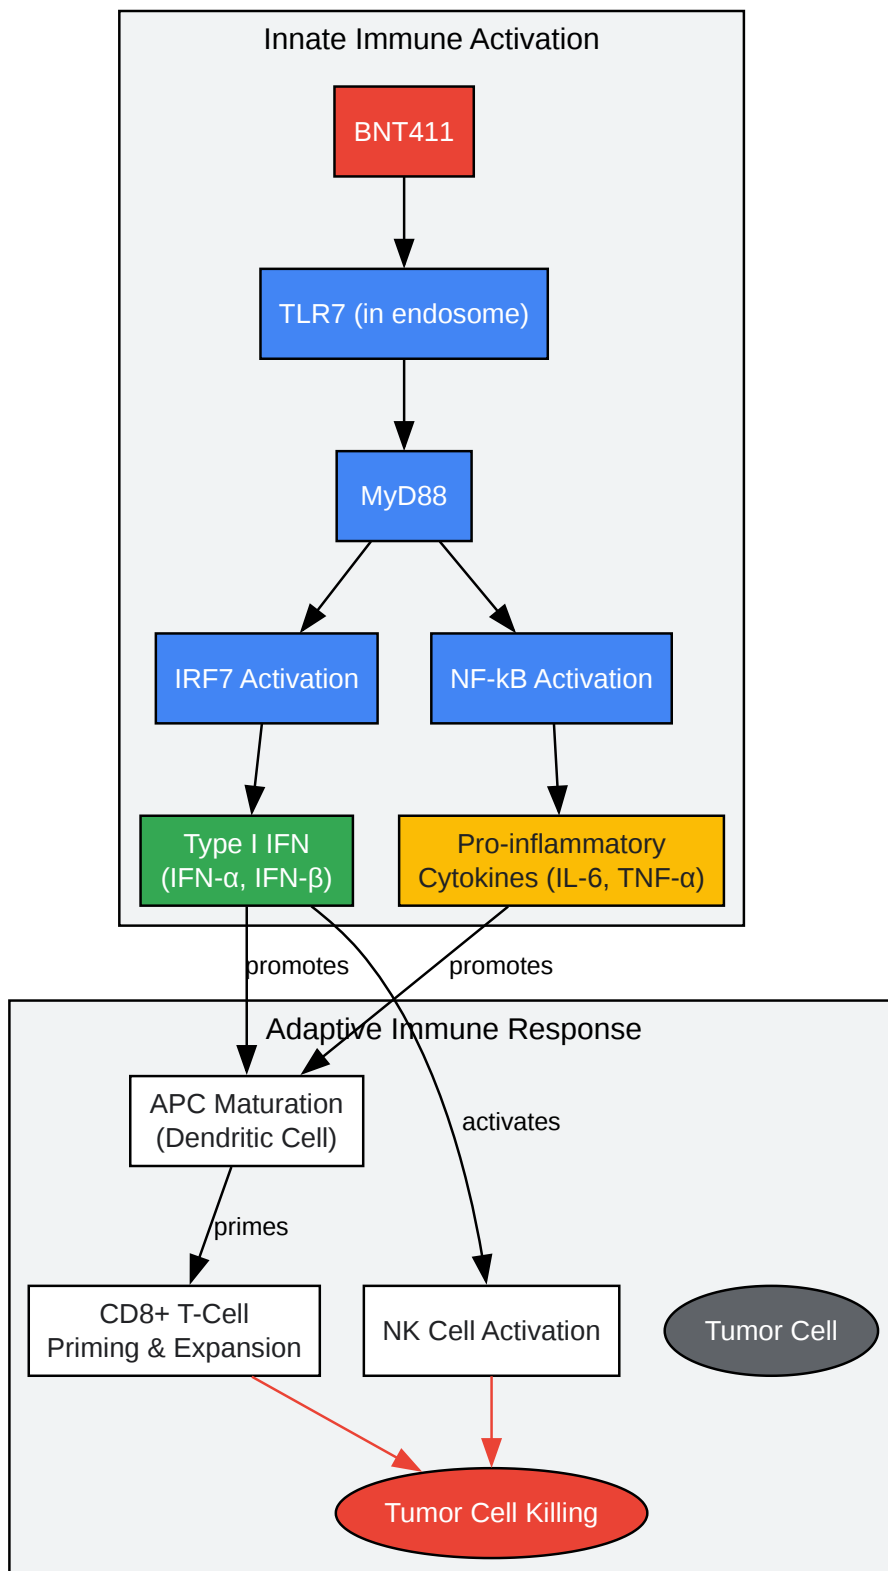 Innate Immune Activation
BNT411
TLR7 (in endosome)
MyD88
IRF7 Activation
NF-kB Activation
Type I IFN
(IFN-α, IFN-β)
Pro-inflammatory
Cytokines (IL-6, TNF-α)
promotes
promotes
Adaptive Immune Response
APC Maturation
(Dendritic Cell)
activates
primes
CD8+ T-Cell
Priming & Expansion
NK Cell Activation
Tumor Cell
Tumor Cell Killing